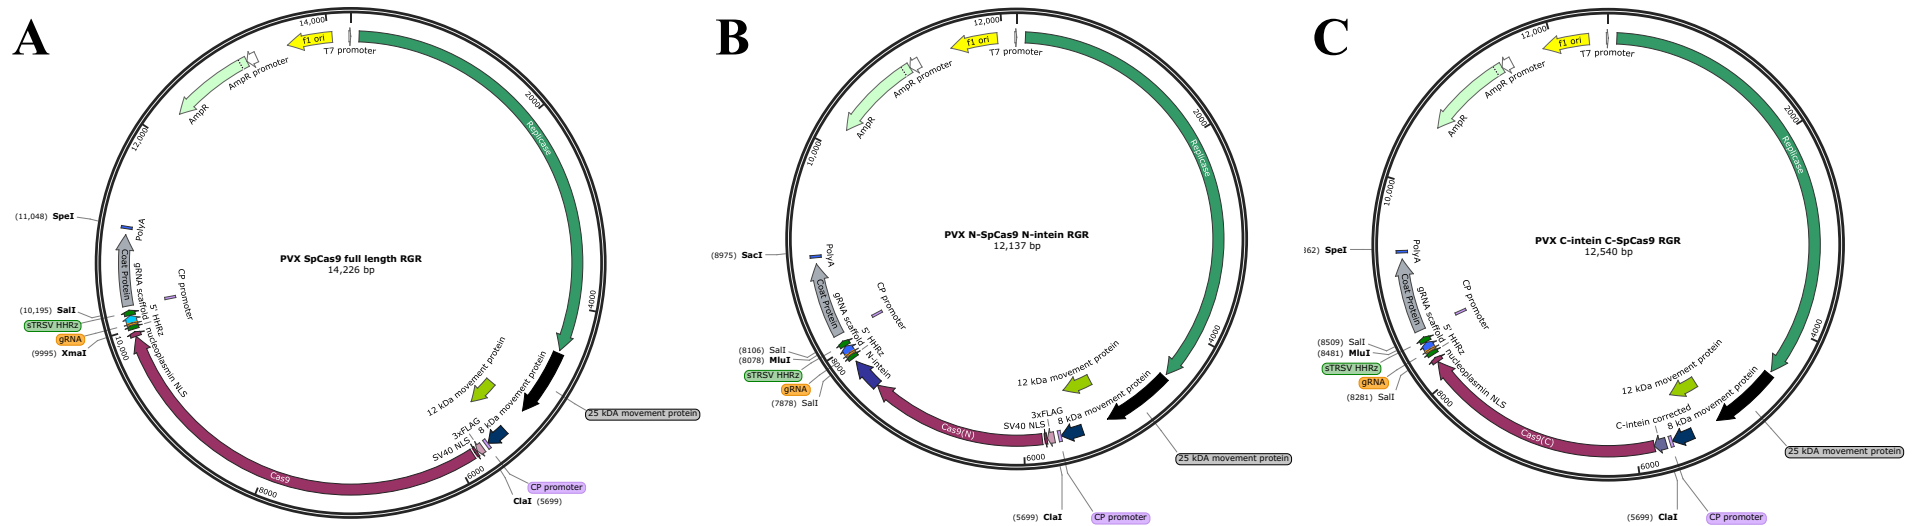 A
14,000
f1 ori
T7 promoter
AmpR promoter
AmpR
2000
Replicase
12,000
(11,048) SpeI
PolyA
Coat Protein
gRNA scaffold
CP promoter
5' HHRz
PVX SpCas9 full length RGR
14,226 bp
4000
(10,195) SalI
sTRSV HHRz
gRNA
(9995) XmaI
10,000
nucleoplasmin NLS
12 kDa movement protein
8 kDa movement protein
25 kDA movement protein
3xFLAG
SV40 NLS
Cas9
6000
8000
CP promoter
ClaI (5699)
B
12,000
f1 ori
T7 promoter
AmpR promoter
AmpR
2000
Replicase
10,000
(8975) SacI
PolyA
Coat Protein
gRNA scaffold
CP promoter
5' HHRz
PVX N-SpCas9 N-intein RGR
12,137 bp
4000
(8106) SalI
(8078) MluI
sTRSV HHRz
gRNA
(7878) SalI
8000
N-intein
12 kDa movement protein
8 kDa movement protein
25 kDA movement protein
3xFLAG
SV40 NLS
Cas9(N)
6000
(5699) ClaI
CP promoter
C
12,000
f1 ori
T7 promoter
AmpR promoter
AmpR
2000
Replicase
10,000
362) SpeI
PolyA
Coat Protein
gRNA scaffold
CP promoter
5' HHRz
PVX C-intein C-SpCas9 RGR
12,540 bp
4000
(8509) SalI
(8481) MluI
sTRSV HHRz
gRNA
(8281) SalI
8000
nucleoplasmin NLS
12 kDa movement protein
C-intein corrected
8 kDa movement protein
25 kDA movement protein
Cas9(C)
6000
(5699) ClaI
CP promoter